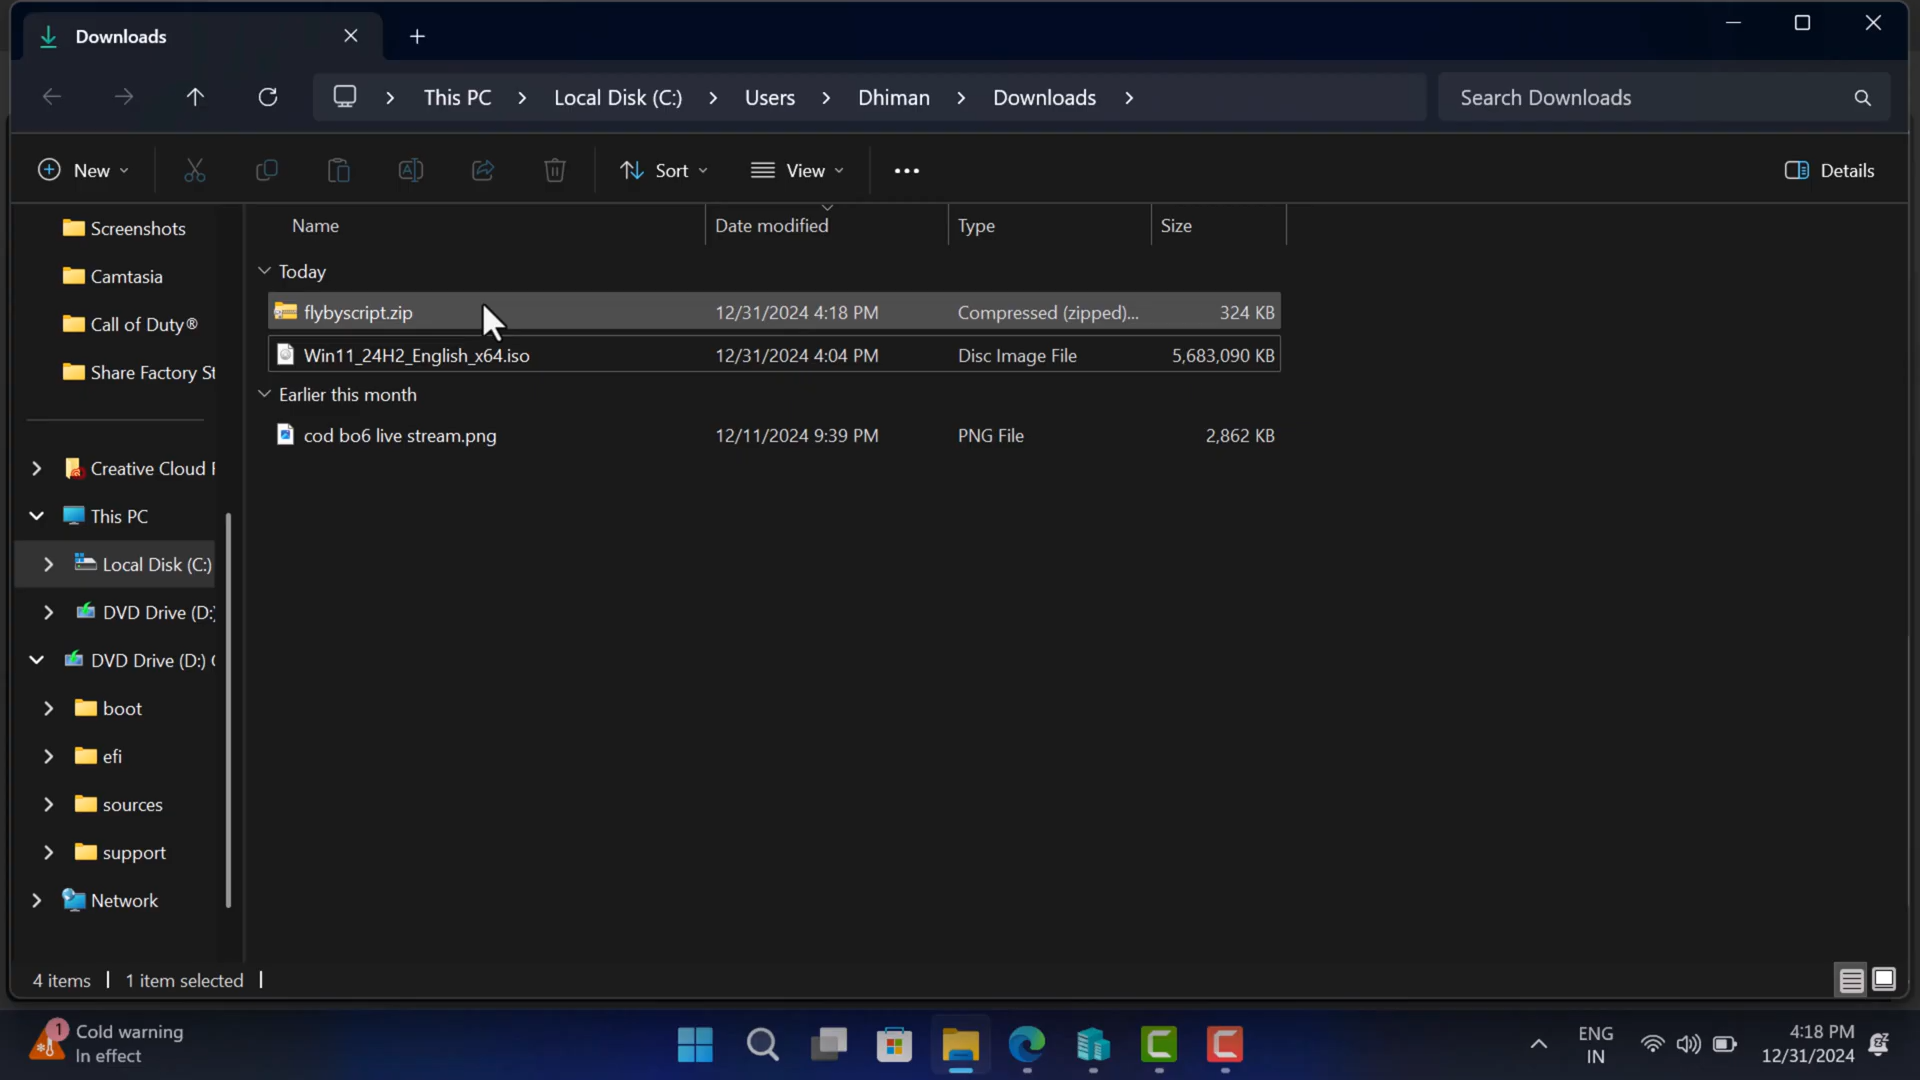 Downloads
This PC
Local Disk (C:)
Users
Dhiman
Downloads
Search Downloads
New
Sort
View
Details
Screenshots
Camtasia
Call of Duty®
Share Factory St
Creative Cloud F
This PC
Local Disk (C:)
DVD Drive (D:)
DVD Drive (D:) C
boot
efi
sources
support
Network
Name Date modified Type Size
Today
flybyscript.zip 12/31/2024 4:18 PM Compressed (zipped)... 324 KB
Win11_24H2_English_x64.iso 12/31/2024 4:04 PM Disc Image File 5,683,090 KB
Earlier this month
cod bo6 live stream.png 12/11/2024 9:39 PM PNG File 2,862 KB
4 items 1 item selected
1
Cold warning
In effect
ENG
IN
4:18 PM
12/31/2024